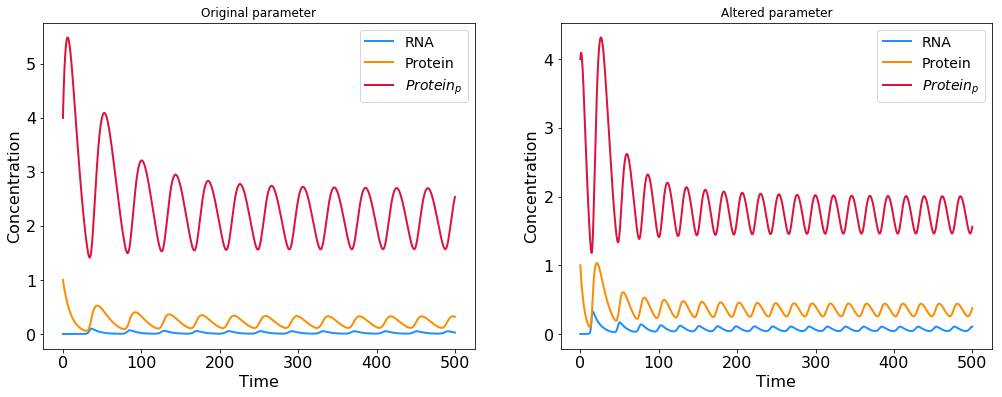 Original parameter
RNA
Protein
Protein_p
Concentration
5
4
3
2
1
0
0 100 200 300 400 500
Time
Altered parameter
RNA
Protein
Protein_p
Concentration
4
3
2
1
0
0 100 200 300 400 500
Time